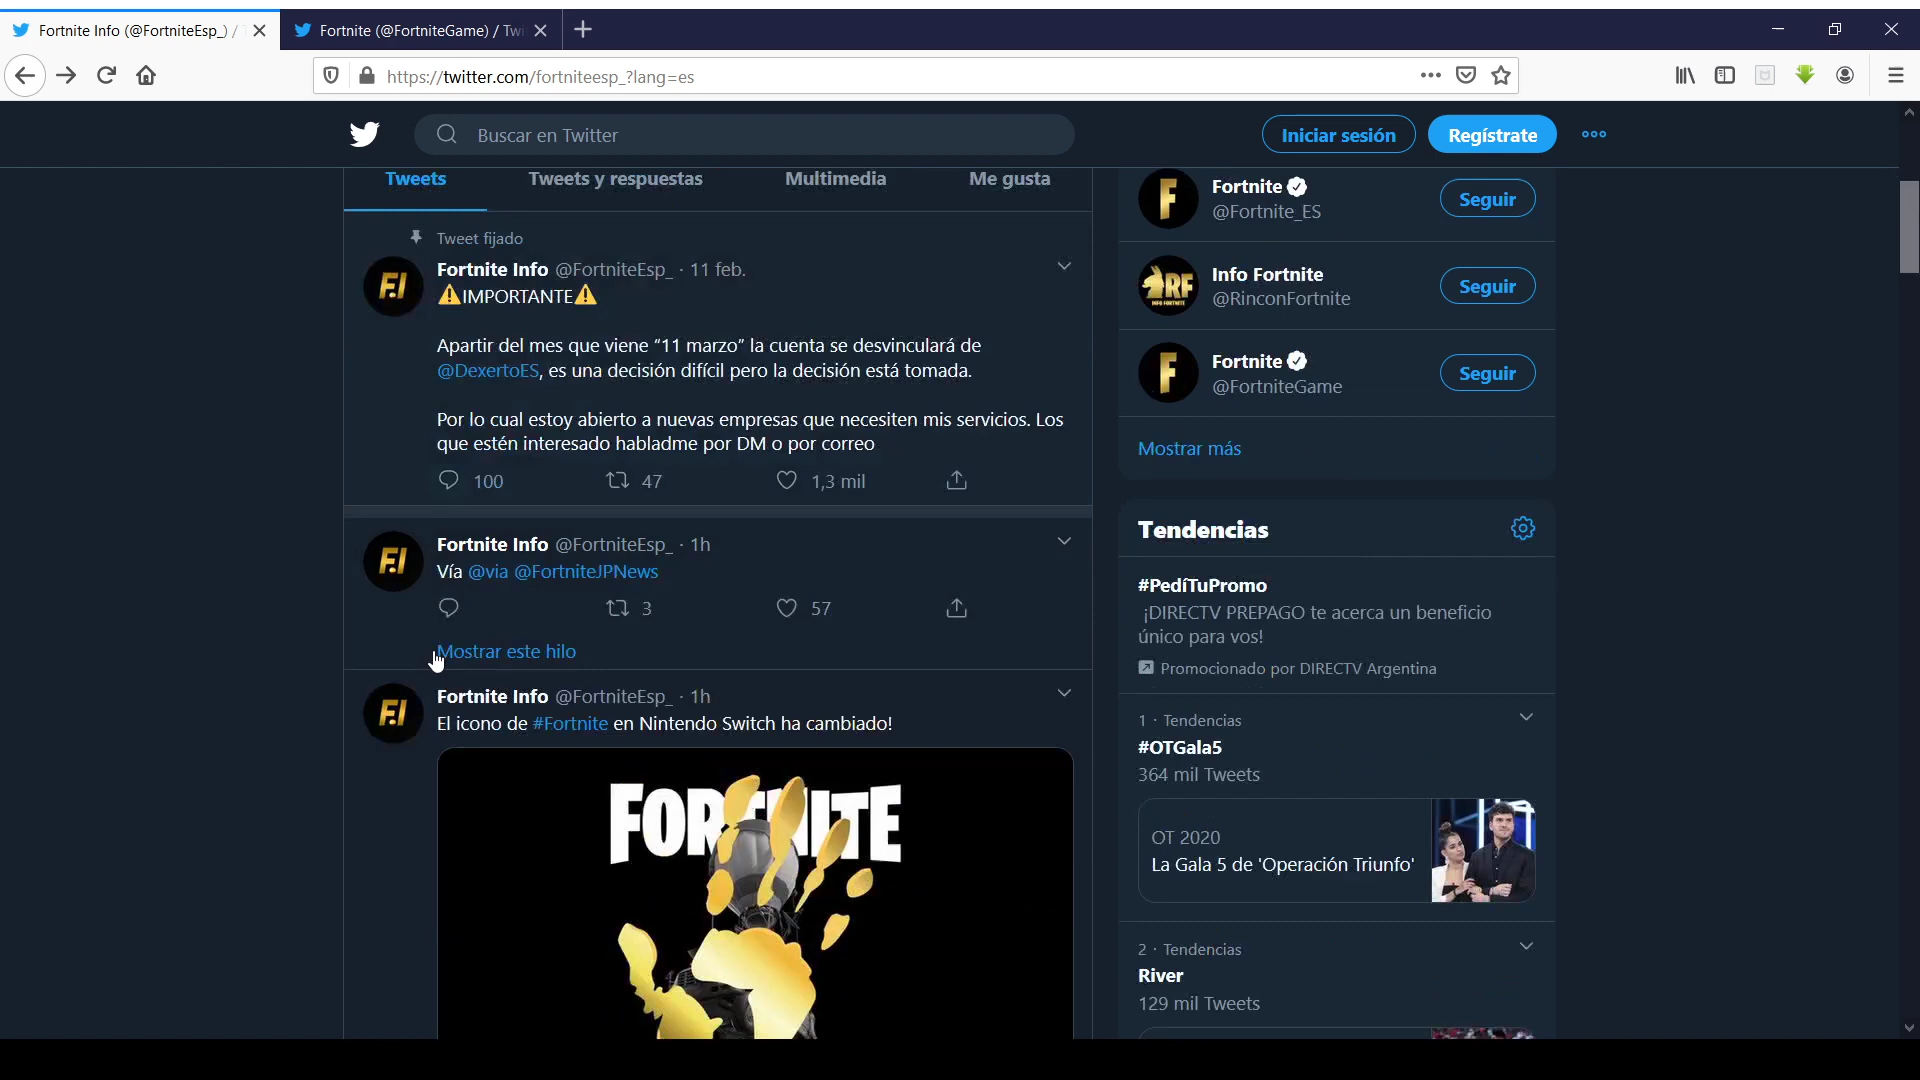 Fortnite Info (@FortniteEsp_) /
Fortnite (@FortniteGame) / Twi
https://twitter.com/fortniteesp_?lang=es
Buscar en Twitter
Iniciar sesión
Regístrate
Tweets
Tweets y respuestas
Multimedia
Me gusta
Tweet fijado
Fortnite Info @FortniteEsp_ · 11 feb.
⚠IMPORTANTE⚠
Apartir del mes que viene “11 marzo” la cuenta se desvinculará de
@DexertoES, es una decisión difícil pero la decisión está tomada.
Por lo cual estoy abierto a nuevas empresas que necesiten mis servicios. Los
que estén interesado habladme por DM o por correo
100
47
1,3 mil
Fortnite Info @FortniteEsp_ · 1h
Vía @via @FortniteJPNews
3
57
Mostrar este hilo
Fortnite Info @FortniteEsp_ · 1h
El icono de #Fortnite en Nintendo Switch ha cambiado!
FORTNITE
Fortnite
@Fortnite_ES
Seguir
RF
INFO FORTNITE
Info Fortnite
@RinconFortnite
Seguir
Fortnite
@FortniteGame
Seguir
Mostrar más
Tendencias
#PedíTuPromo
¡DIRECTV PREPAGO te acerca un beneficio
único para vos!
Promocionado por DIRECTV Argentina
1 · Tendencias
#OTGala5
364 mil Tweets
OT 2020
La Gala 5 de 'Operación Triunfo'
2 · Tendencias
River
129 mil Tweets